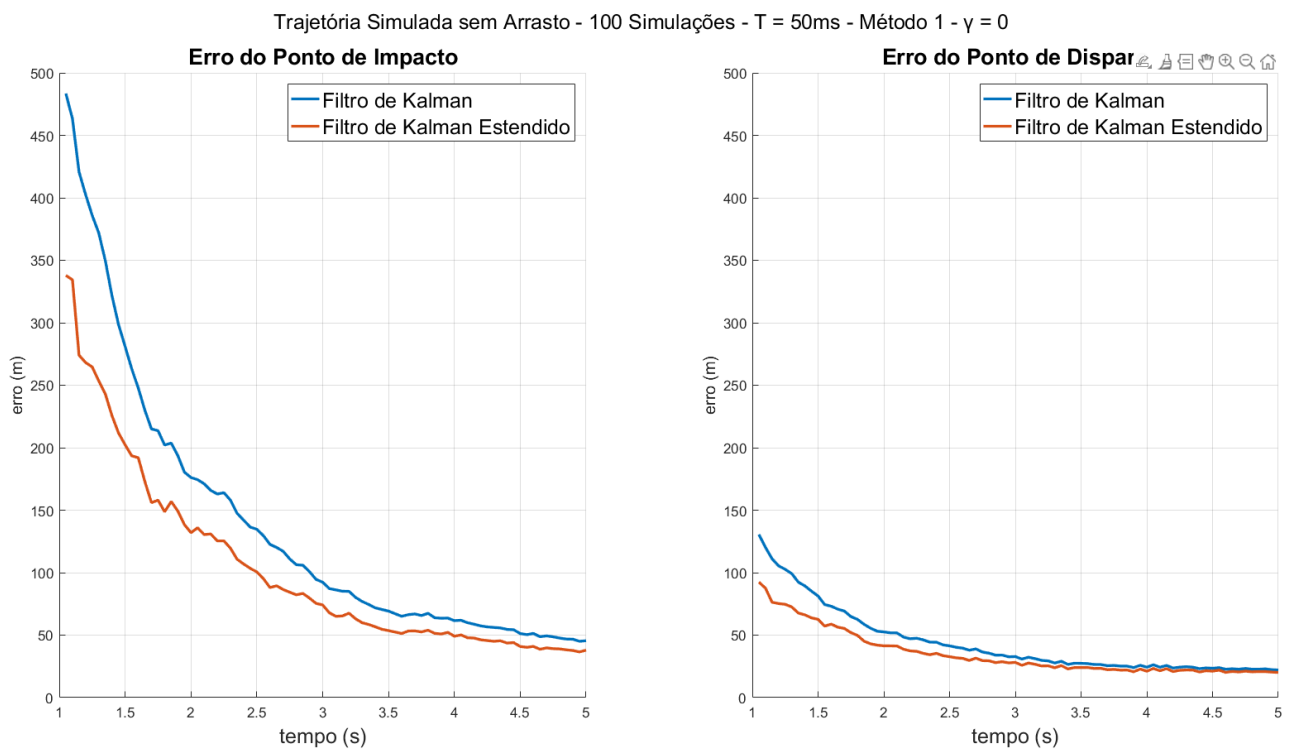 Trajetória Simulada sem Arrasto - 100 Simulações - T = 50ms - Método 1 - γ = 0
Erro do Ponto de Impacto
500
450
400
350
300
250
200
150
100
50
0
erro (m)
Filtro de Kalman
Filtro de Kalman Estendido
1 1.5 2 2.5 3 3.5 4 4.5 5
tempo (s)
Erro do Ponto de Dispar
500
450
400
350
300
250
200
150
100
50
0
erro (m)
Filtro de Kalman
Filtro de Kalman Estendido
1 1.5 2 2.5 3 3.5 4 4.5 5
tempo (s)